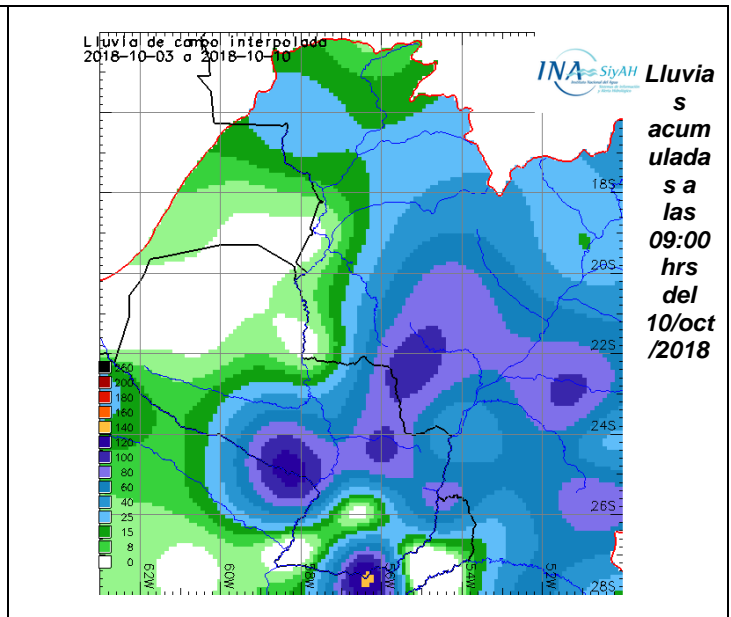 Lluvia de campo interpolada
2018-10-03 a 2018-10-10
INA SiyAH
Lluvia
s
acum
ulada
s a
las
09:00
hrs
del
10/oct
/2018
18S
20S
22S
24S
26S
28S
260
200
180
160
140
120
100
80
60
40
25
15
8
0
62W
60W
58W
56W
54W
52W